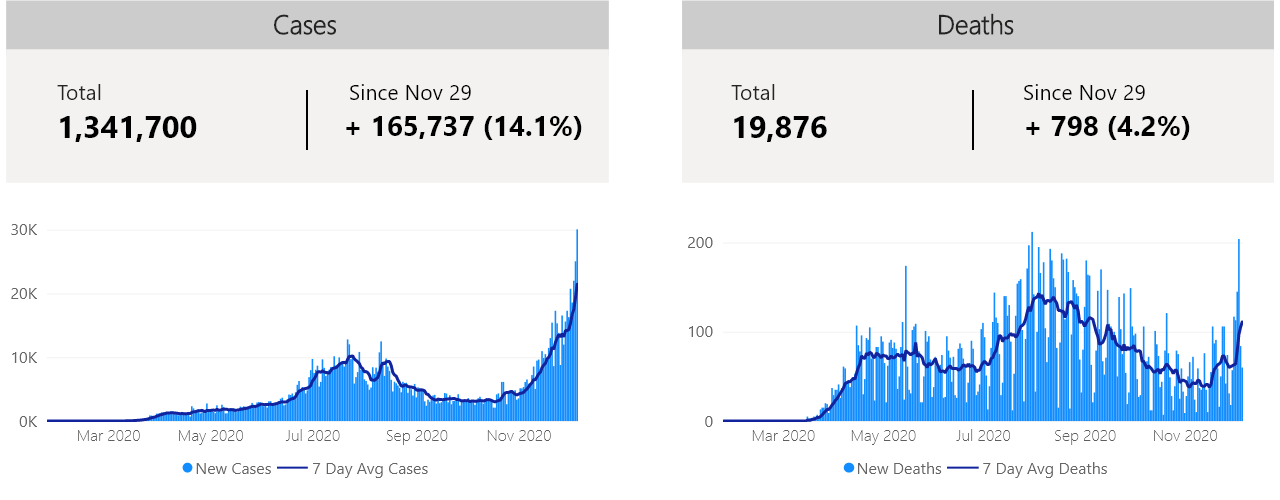 Cases
Total
1,341,700
Since Nov 29
+ 165,737 (14.1%)
30K
20K
10K
0K
Mar 2020 May 2020 Jul 2020 Sep 2020 Nov 2020
New Cases 7 Day Avg Cases
Deaths
Total
19,876
Since Nov 29
+ 798 (4.2%)
200
100
0
Mar 2020 May 2020 Jul 2020 Sep 2020 Nov 2020
New Deaths 7 Day Avg Deaths